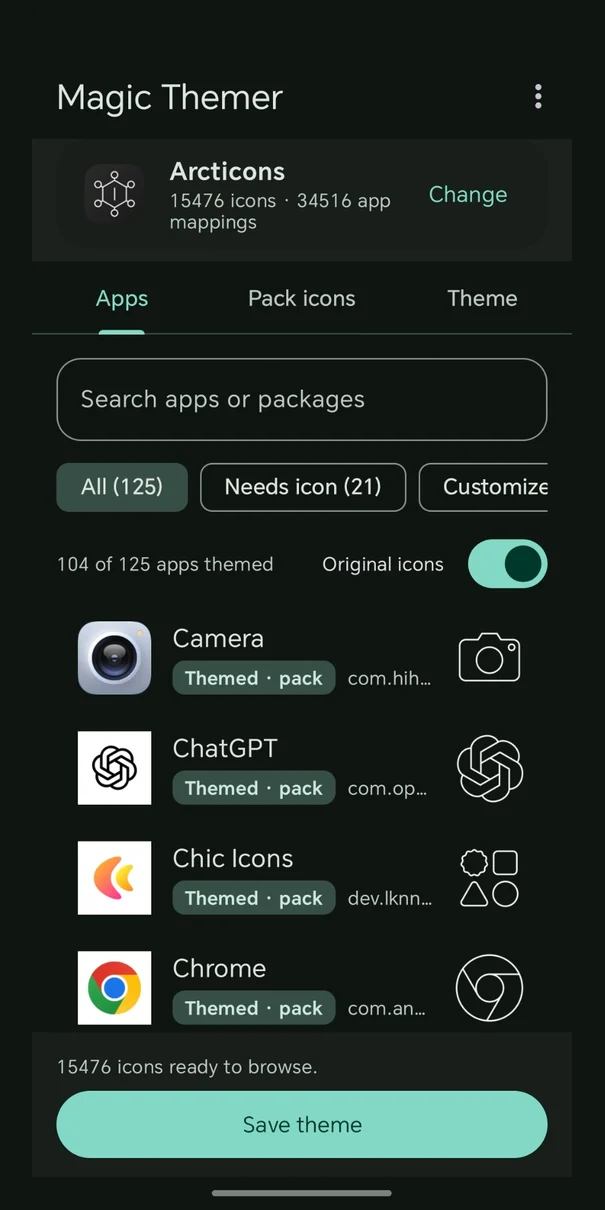 Magic Themer
Arcticons
15476 icons · 34516 app
mappings
Change
Apps
Pack icons
Theme
Search apps or packages
All (125)
Needs icon (21)
Customize
104 of 125 apps themed
Original icons
Camera
Themed · pack
com.hih…
ChatGPT
Themed · pack
com.op…
Chic Icons
Themed · pack
dev.lknn…
Chrome
Themed · pack
com.an…
15476 icons ready to browse.
Save theme